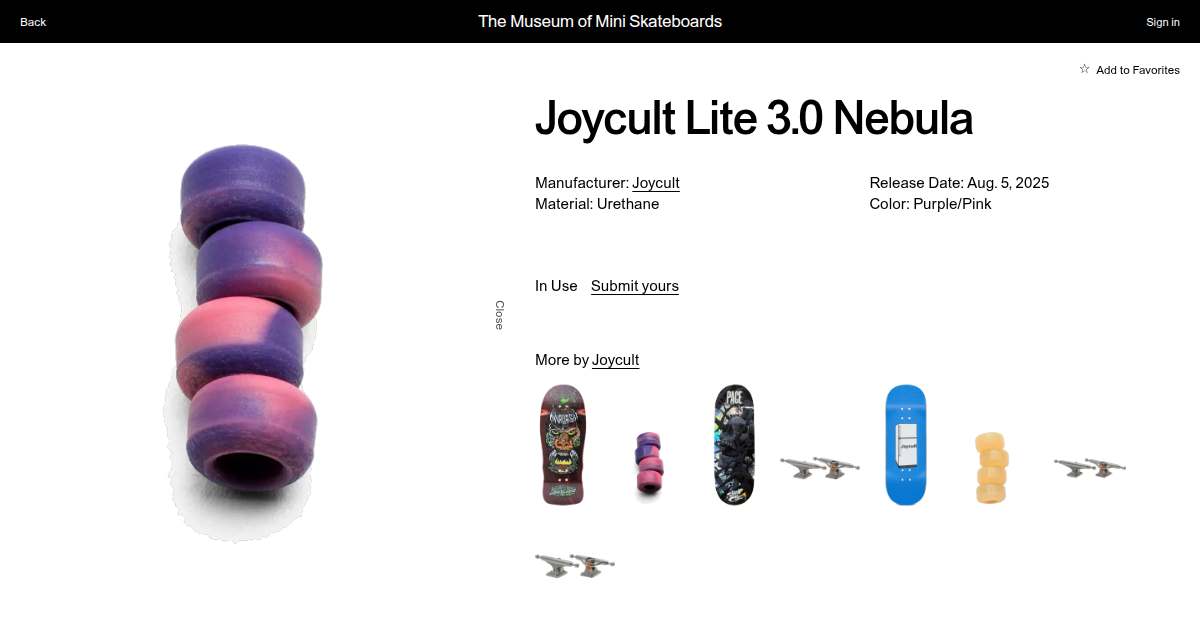 Back
The Museum of Mini Skateboards
Sign in
☆ Add to Favorites
Joycult Lite 3.0 Nebula
Manufacturer: Joycult
Material: Urethane
Release Date: Aug. 5, 2025
Color: Purple/Pink
In Use Submit yours
Close
More by Joycult
PACE